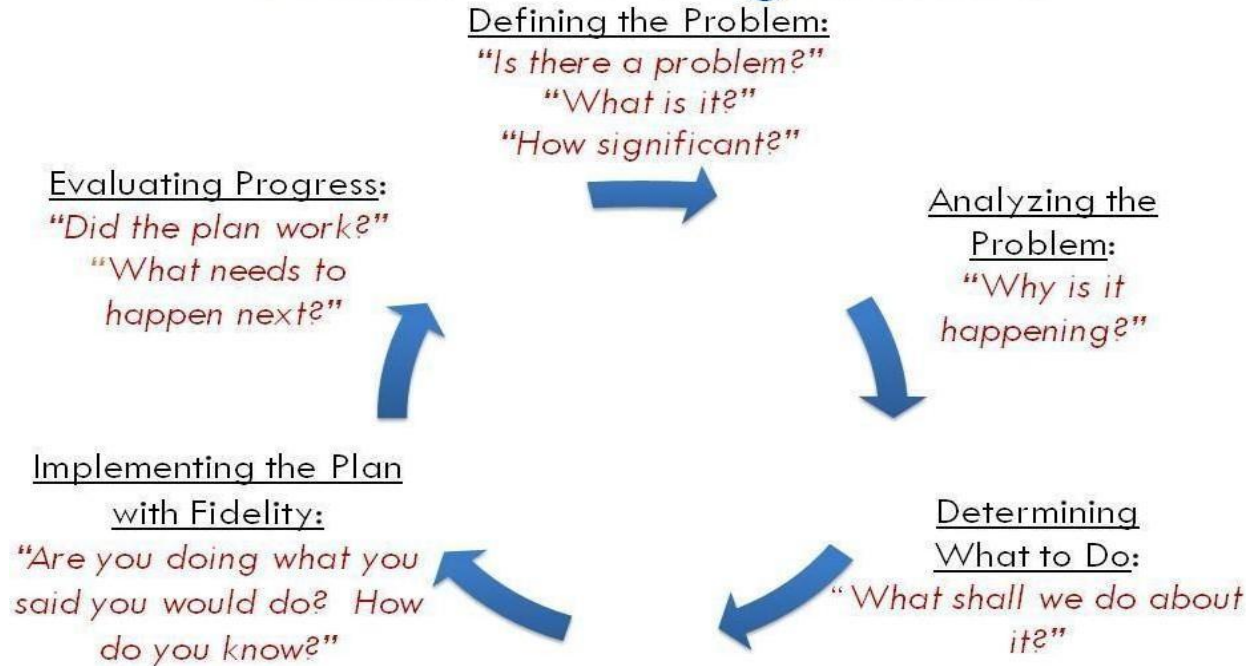 Defining the Problem:
“Is there a problem?”
“What is it?”
“How significant?”
Analyzing the
Problem:
“Why is it
happening?”
Determining
What to Do:
“What shall we do about
it?”
Implementing the Plan
with Fidelity:
“Are you doing what you
said you would do?  How
do you know?”
Evaluating Progress:
“Did the plan work?”
“What needs to
happen next?”